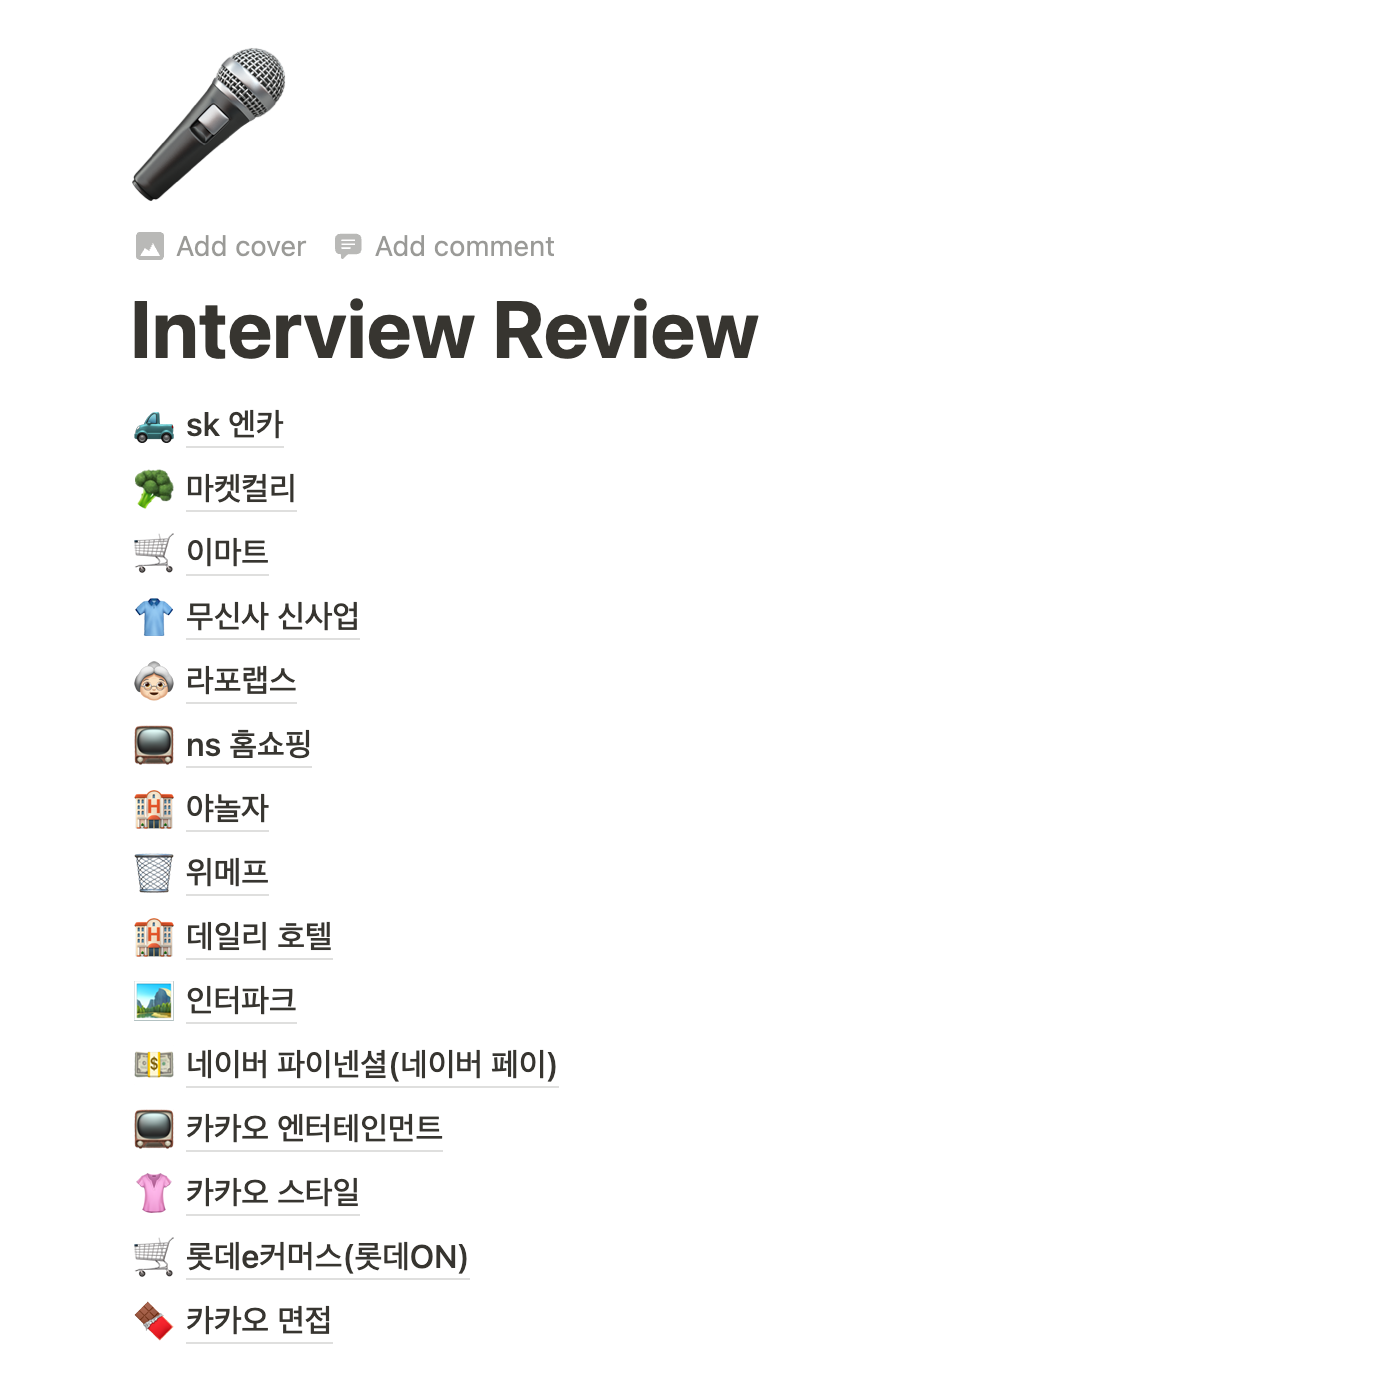 Add cover Add comment
Interview Review
sk 엔카
마켓컬리
이마트
무신사 신사업
라포랩스
ns 홈쇼핑
야놀자
위메프
데일리 호텔
인터파크
네이버 파이넨셜(네이버 페이)
카카오 엔터테인먼트
카카오 스타일
롯데e커머스(롯데ON)
카카오 면접